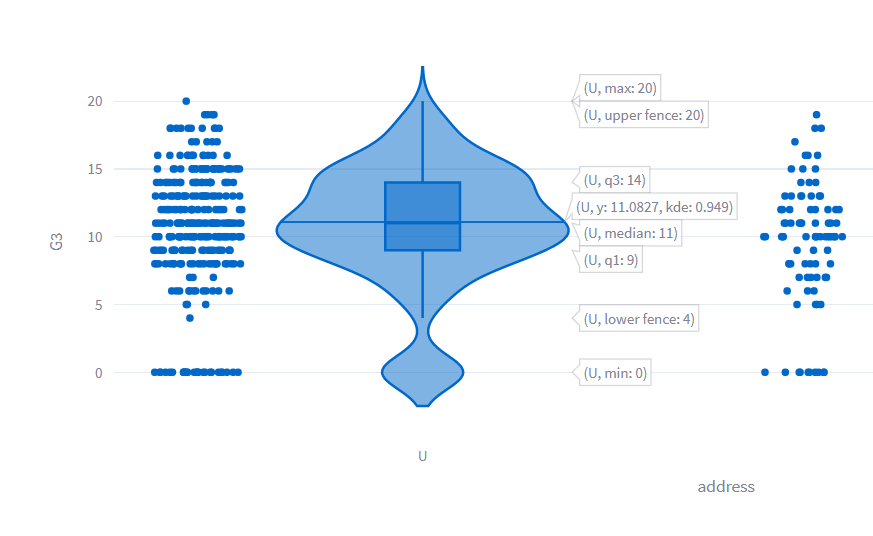 20
15
10
5
0
G3
(U, max: 20)
(U, upper fence: 20)
(U, q3: 14)
(U, y: 11.0827, kde: 0.949)
(U, median: 11)
(U, q1: 9)
(U, lower fence: 4)
(U, min: 0)
U
address